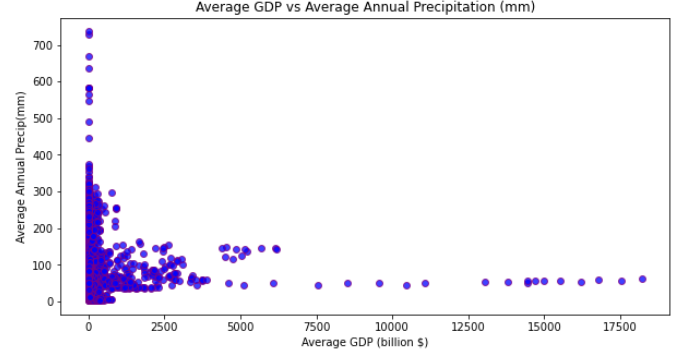 Average GDP vs Average Annual Precipitation (mm)
Average Annual Precip(mm)
700
600
500
400
300
200
100
0
0 2500 5000 7500 10000 12500 15000 17500
Average GDP (billion $)